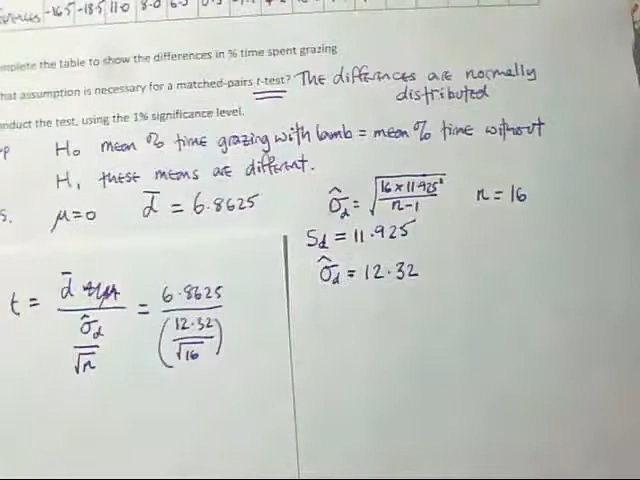 -16.5 -18.5 11.0 8.0
mplete the table to show the differences in % time spent grazing
hat assumption is necessary for a matched-pairs t-test? The differences are normally
distributed
nduct the test, using the 1% significance level.
H₀ mean % time grazing with lamb = mean % time without
H₁ these means are different.
μ=0 d̅ = 6.8625
σ̂d = √(16×11.925²/n-1) n = 16
Sd = 11.925
σ̂d = 12.32
t = d̅ / (σ̂d/√n) = 6.8625 / (12.32/√16)